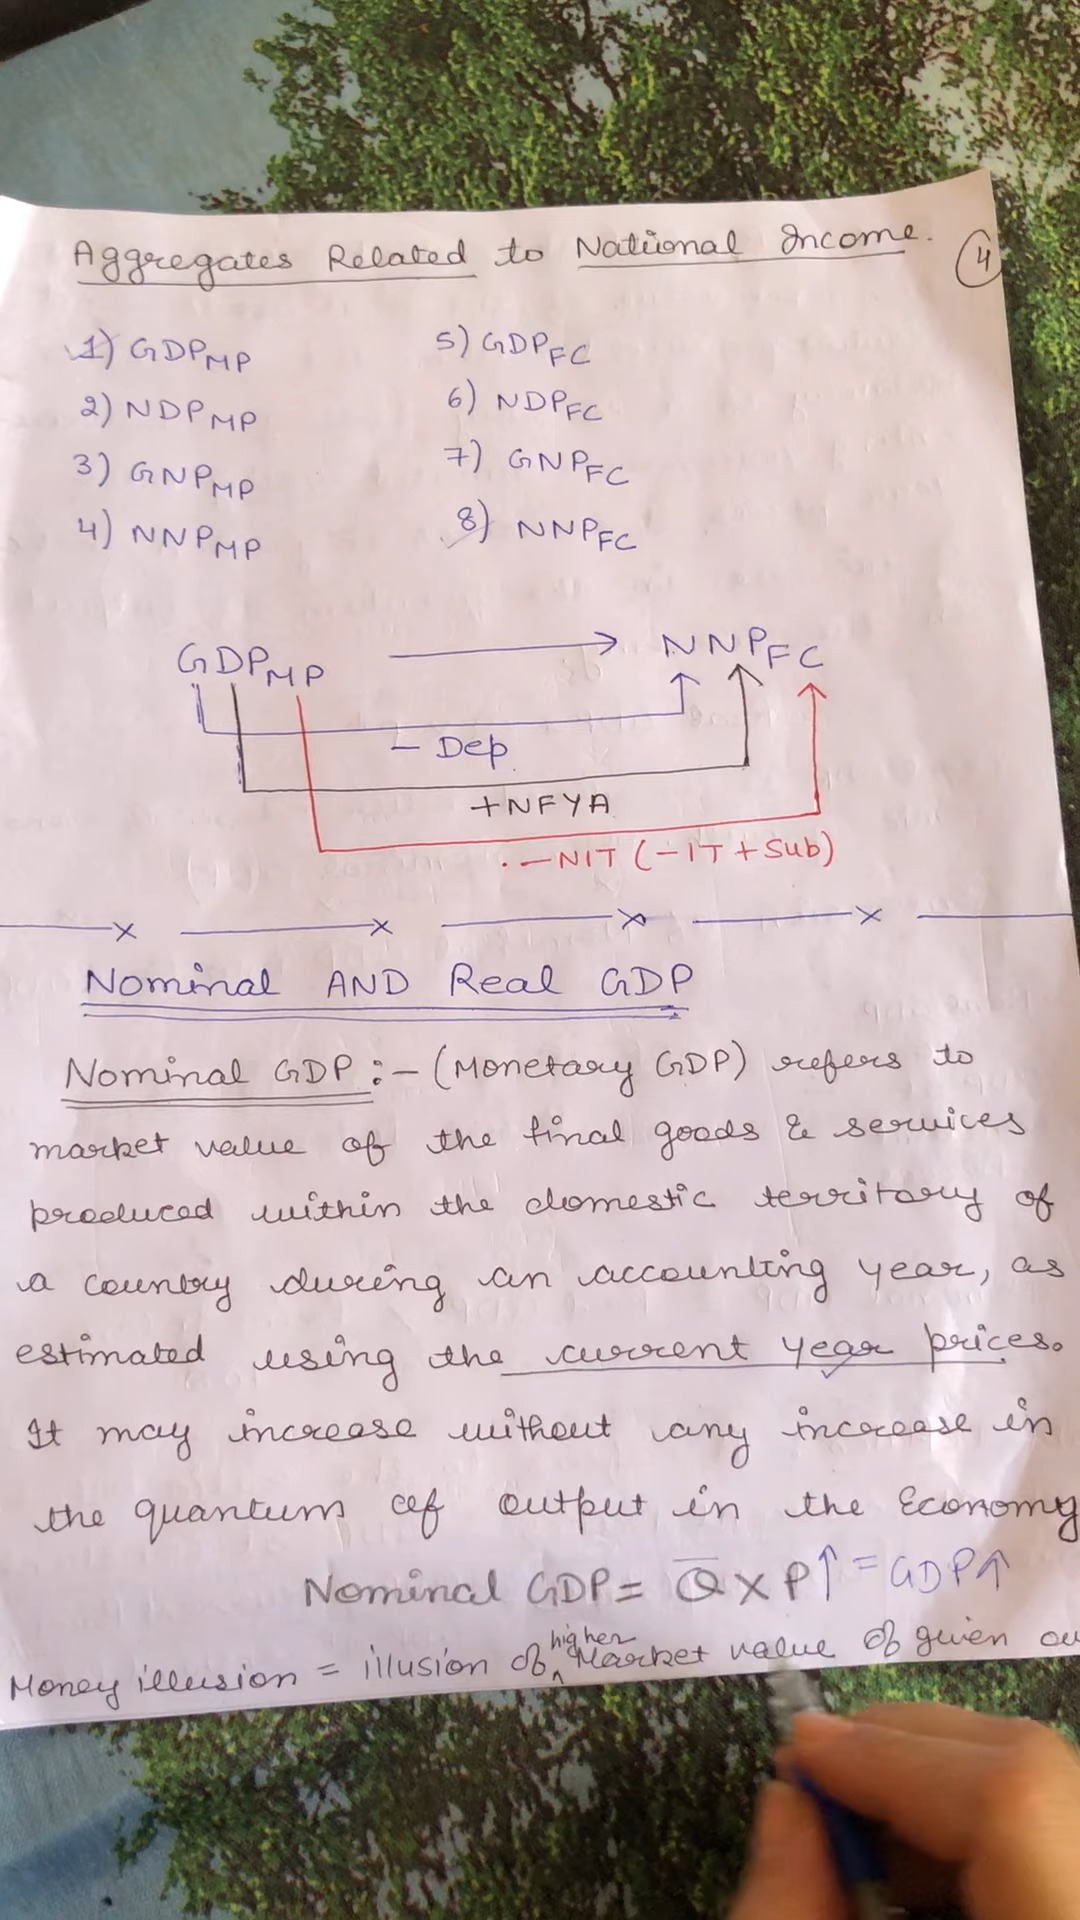 Aggregates Related to National Income.
4
1) GDPMP
2) NDPMP
3) GNPMP
4) NNPMP
5) GDPFC
6) NDPFC
7) GNPFC
8) NNPFC
GDPMP → NNPFC
- Dep.
+NFYA
. - NIT (-IT + Sub)
Nominal AND Real GDP
Nominal GDP :- (Monetary GDP) refers to
market value of the final goods & services
produced within the domestic territory of
a country during an accounting year, as
estimated using the current year prices.
It may increase without any increase in
the quantum of output in the Economy
Nominal GDP = Q̅ X P↑ = GDP↑
Money illusion = illusion of higher Market value of given ou